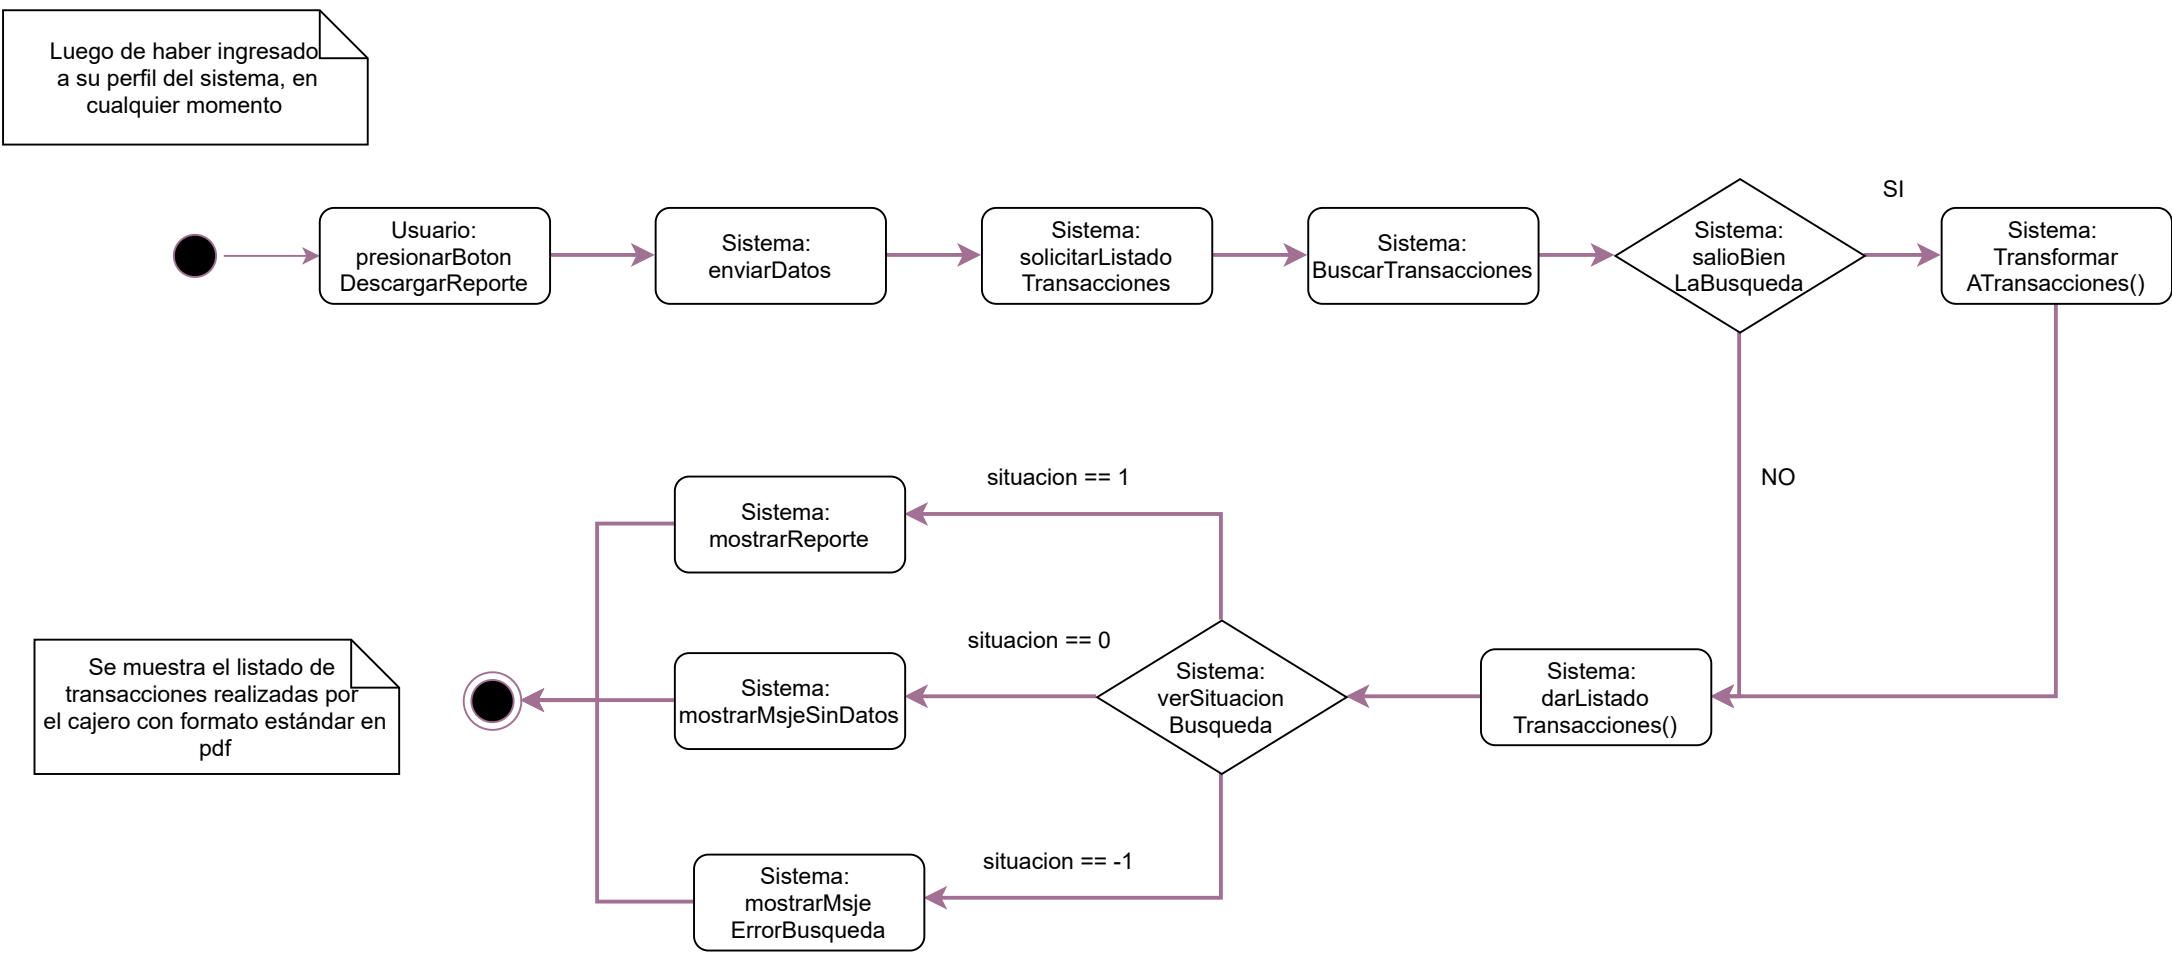 Luego de haber ingresado
a su perfil del sistema, en
cualquier momento
Usuario:
presionarBoton
DescargarReporte
Sistema:
enviarDatos
Sistema:
solicitarListado
Transacciones
Sistema:
BuscarTransacciones
Sistema:
salioBien
LaBusqueda
SI
Sistema:
Transformar
ATransacciones()
NO
situacion == 1
Sistema:
mostrarReporte
situacion == 0
Sistema:
mostrarMsjeSinDatos
Sistema:
verSituacion
Busqueda
Sistema:
darListado
Transacciones()
Se muestra el listado de
transacciones realizadas por
el cajero con formato estándar en
pdf
situacion == -1
Sistema:
mostrarMsje
ErrorBusqueda